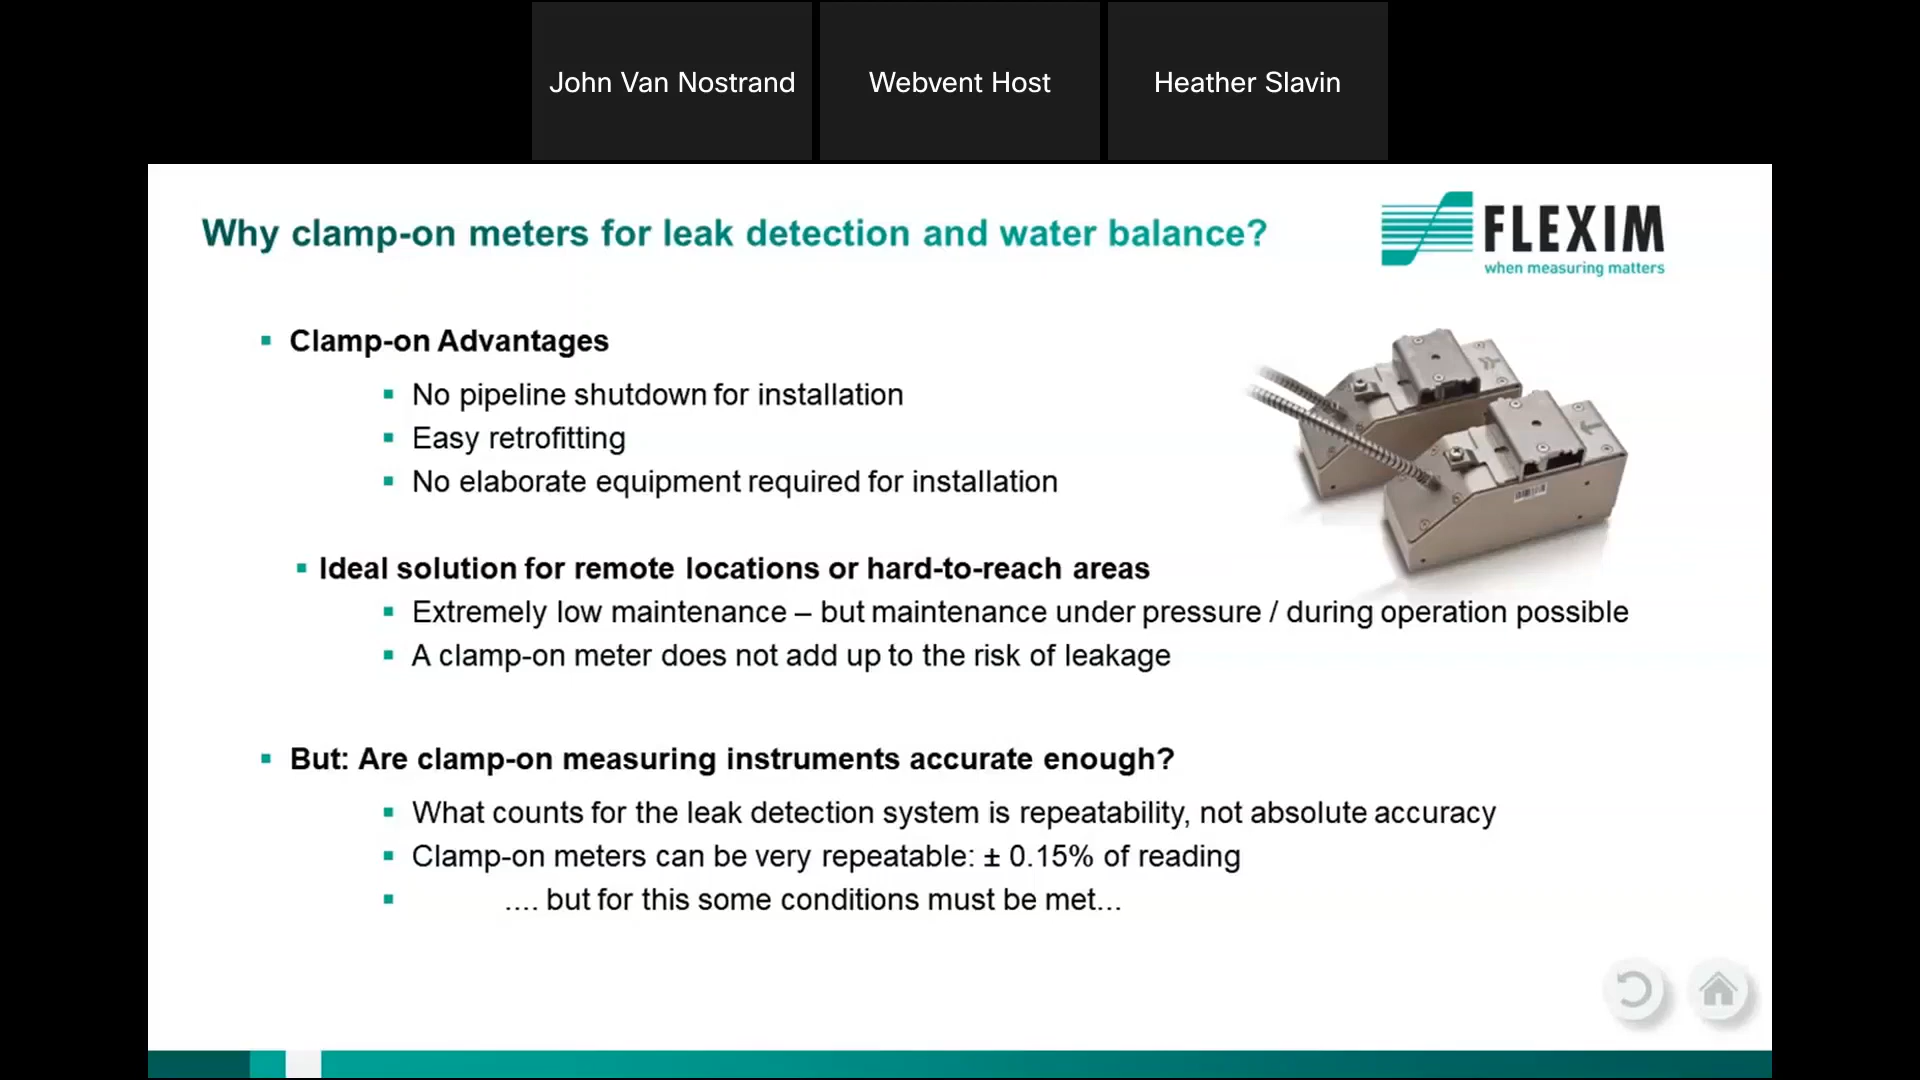 John Van Nostrand
Webvent Host
Heather Slavin
Why clamp-on meters for leak detection and water balance?
FLEXIM
when measuring matters
Clamp-on Advantages
No pipeline shutdown for installation
Easy retrofitting
No elaborate equipment required for installation
Ideal solution for remote locations or hard-to-reach areas
Extremely low maintenance – but maintenance under pressure / during operation possible
A clamp-on meter does not add up to the risk of leakage
But: Are clamp-on measuring instruments accurate enough?
What counts for the leak detection system is repeatability, not absolute accuracy
Clamp-on meters can be very repeatable: ± 0.15% of reading
.... but for this some conditions must be met...